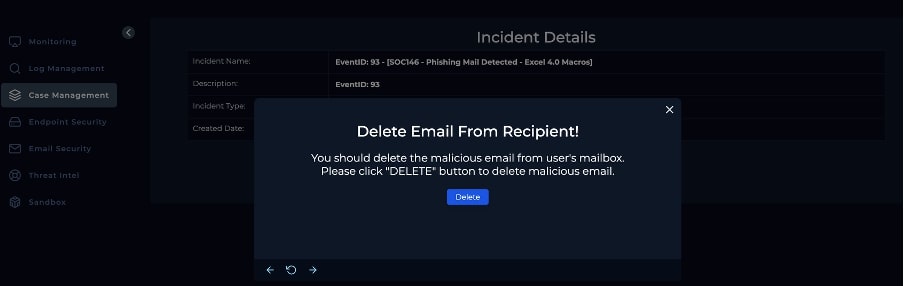 Incident Details
Monitoring
Log Management
Case Management
Endpoint Security
Email Security
Threat Intel
Sandbox
Incident Name: EventID: 93 - [SOC146 - Phishing Mail Detected - Excel 4.0 Macros]
Description: EventID: 93
Incident Type:
Created Date:
Delete Email From Recipient!
You should delete the malicious email from user's mailbox.
Please click "DELETE" button to delete malicious email.
Delete